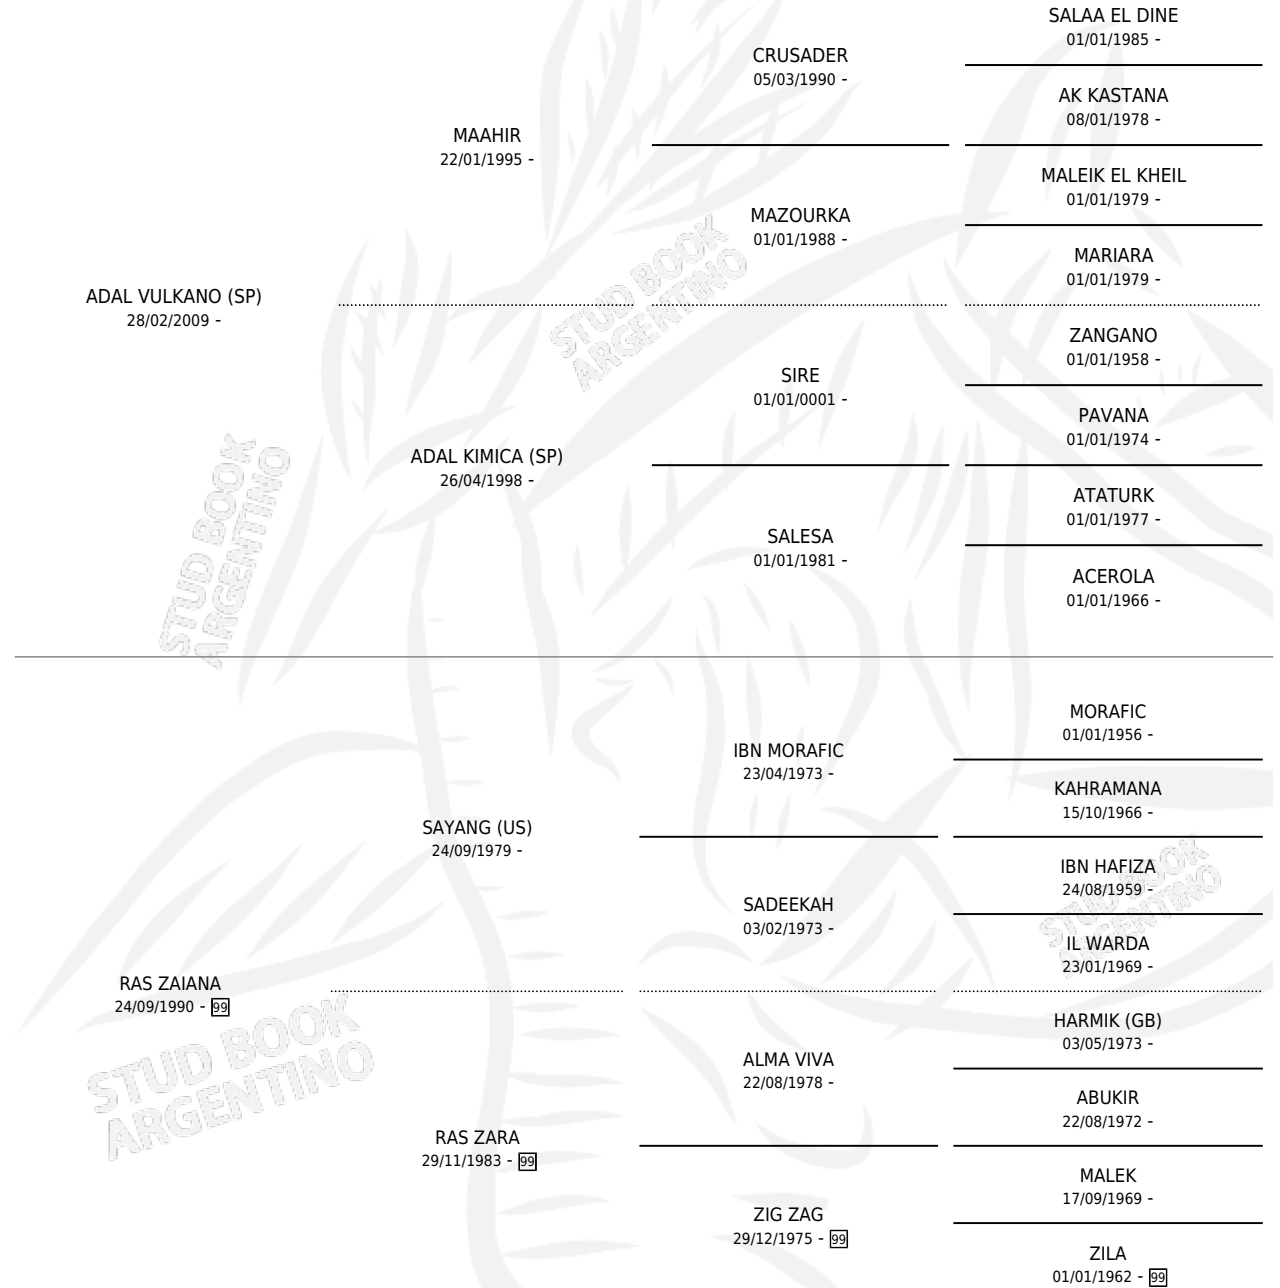 SALAA EL DINE
01/01/1985 -
CRUSADER
05/03/1990 -
AK KASTANA
08/01/1978 -
MAAHIR
22/01/1995 -
MALEIK EL KHEIL
01/01/1979 -
MAZOURKA
01/01/1988 -
MARIARA
01/01/1979 -
ADAL VULKANO (SP)
28/02/2009 -
ZANGANO
01/01/1958 -
SIRE
01/01/0001 -
PAVANA
01/01/1974 -
ADAL KIMICA (SP)
26/04/1998 -
ATATURK
01/01/1977 -
SALESA
01/01/1981 -
ACEROLA
01/01/1966 -
STUD BOOK
ARGENTINO
STUD BOOK
ARGENTINO
MORAFIC
01/01/1956 -
IBN MORAFIC
23/04/1973 -
KAHRAMANA
15/10/1966 -
SAYANG (US)
24/09/1979 -
IBN HAFIZA
24/08/1959 -
SADEEKAH
03/02/1973 -
IL WARDA
23/01/1969 -
STUD BOOK
ARGENTINO
RAS ZAIANA
24/09/1990 - 99
HARMIK (GB)
03/05/1973 -
ALMA VIVA
22/08/1978 -
ABUKIR
22/08/1972 -
STUD BOOK
ARGENTINO
RAS ZARA
29/11/1983 - 99
MALEK
17/09/1969 -
ZIG ZAG
29/12/1975 - 99
ZILA
01/01/1962 - 99